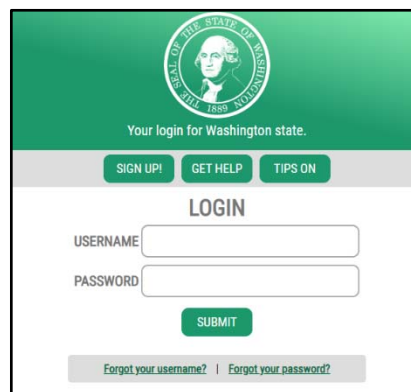 THE SEAL OF THE STATE OF WASHINGTON
1889
Your login for Washington state.
SIGN UP! GET HELP TIPS ON
LOGIN
USERNAME
PASSWORD
SUBMIT
Forgot your username? | Forgot your password?